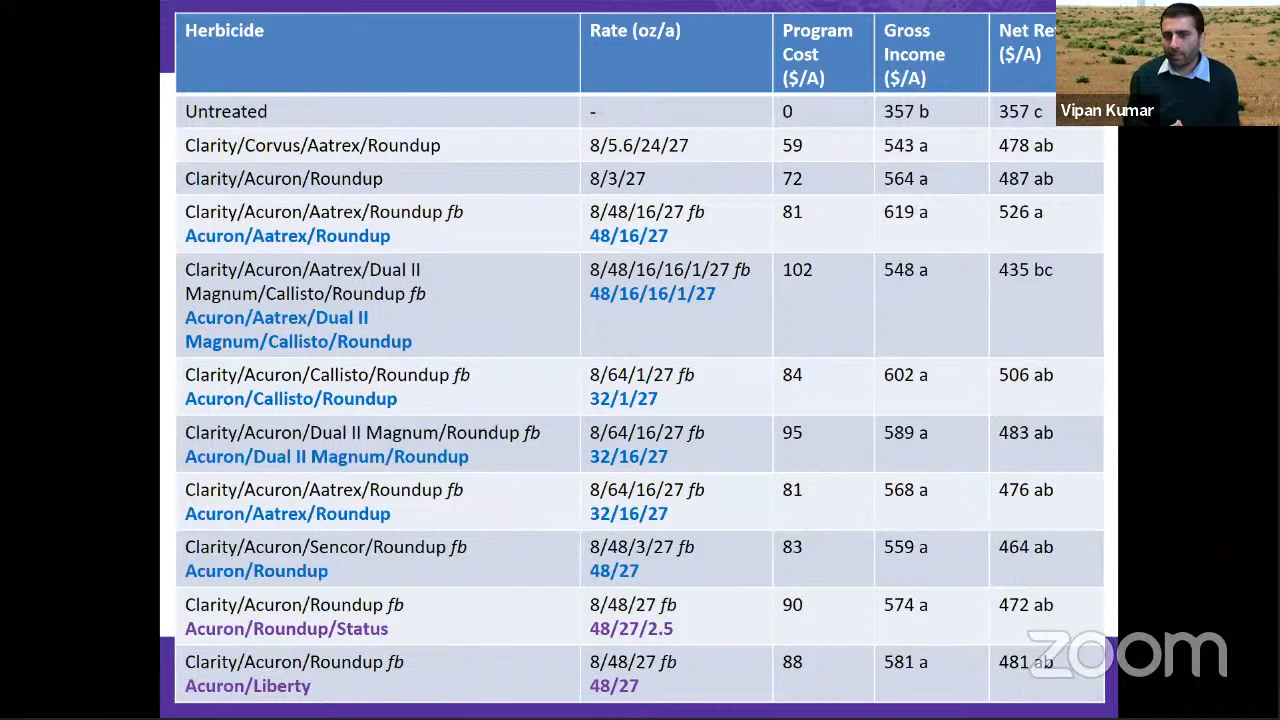 Herbicide Rate (oz/a) Program Gross Net Re
Cost Income ($/A)
($/A) ($/A)
Vipan Kumar
Untreated - 0 357 b 357 c
Clarity/Corvus/Aatrex/Roundup 8/5.6/24/27 59 543 a 478 ab
Clarity/Acuron/Roundup 8/3/27 72 564 a 487 ab
Clarity/Acuron/Aatrex/Roundup fb 8/48/16/27 fb 81 619 a 526 a
Acuron/Aatrex/Roundup 48/16/27
Clarity/Acuron/Aatrex/Dual II 8/48/16/16/1/27 fb 102 548 a 435 bc
Magnum/Callisto/Roundup fb 48/16/16/1/27
Acuron/Aatrex/Dual II
Magnum/Callisto/Roundup
Clarity/Acuron/Callisto/Roundup fb 8/64/1/27 fb 84 602 a 506 ab
Acuron/Callisto/Roundup 32/1/27
Clarity/Acuron/Dual II Magnum/Roundup fb 8/64/16/27 fb 95 589 a 483 ab
Acuron/Dual II Magnum/Roundup 32/16/27
Clarity/Acuron/Aatrex/Roundup fb 8/64/16/27 fb 81 568 a 476 ab
Acuron/Aatrex/Roundup 32/16/27
Clarity/Acuron/Sencor/Roundup fb 8/48/3/27 fb 83 559 a 464 ab
Acuron/Roundup 48/27
Clarity/Acuron/Roundup fb 8/48/27 fb 90 574 a 472 ab
Acuron/Roundup/Status 48/27/2.5
Clarity/Acuron/Roundup fb 8/48/27 fb 88 581 a 481 ab
Acuron/Liberty 48/27
zoom